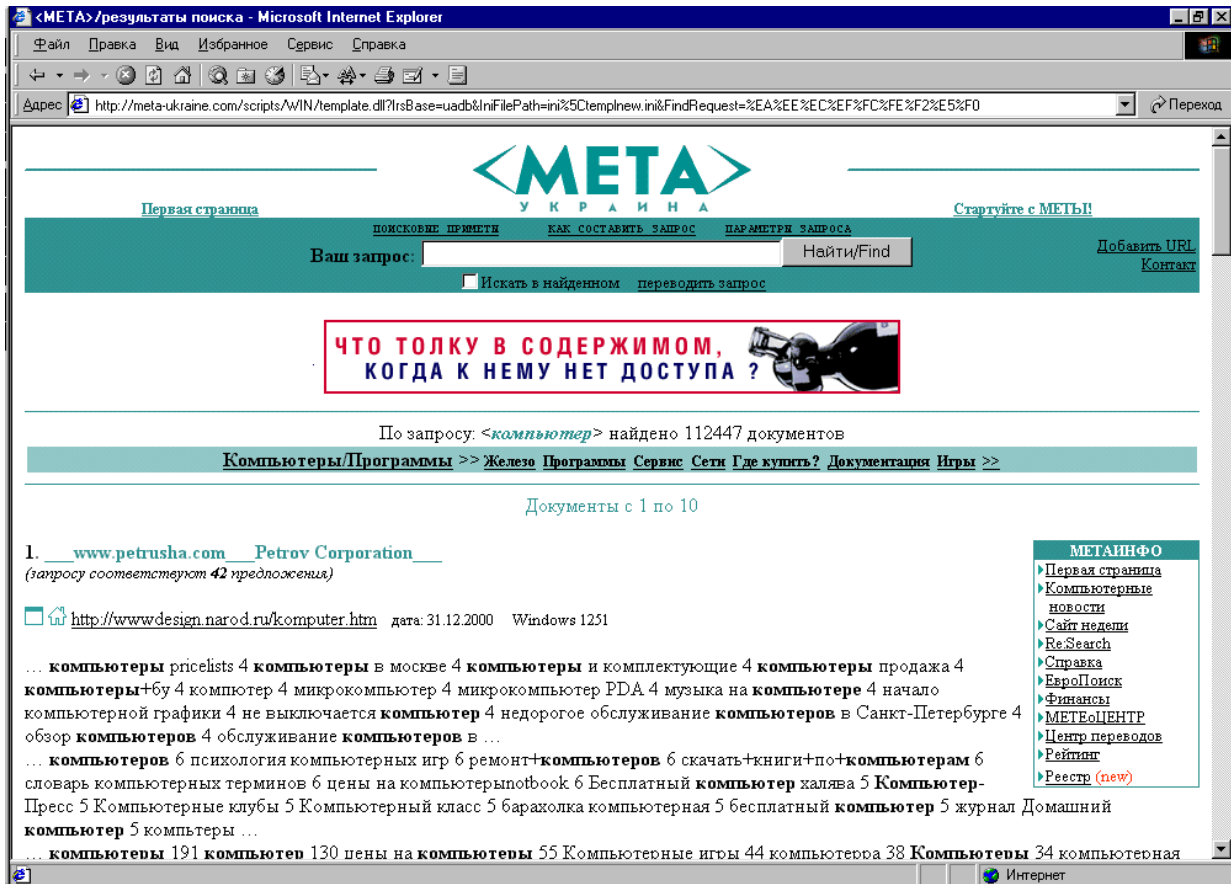 <META>/результаты поиска - Microsoft Internet Explorer
Файл Правка Вид Избранное Сервис Справка
Адрес http://meta-ukraine.com/scripts/WIN/template.dll?IrsBase=uadb&IniFilePath=ini%5Ctemplnew.ini&FindRequest=%EA%EE%EC%EF%FC%FE%F2%E5%F0 Переход
<МЕТА>
УКРАИНА
Первая страница Стартуйте с МЕТЫ!
ПОИСКОВЫЕ ПРИМЕТЫ КАК СОСТАВИТЬ ЗАПРОС ПАРАМЕТРЫ ЗАПРОСА
Ваш запрос: Найти/Find Добавить URL
Контакт
Искать в найденном переводить запрос
ЧТО ТОЛКУ В СОДЕРЖИМОМ,
КОГДА К НЕМУ НЕТ ДОСТУПА ?
По запросу: <компьютер> найдено 112447 документов
Компьютеры/Программы >> Железо Программы Сервис Сети Где купить? Документация Игры >>
Документы с 1 по 10
1. ___www.petrusha.com___Petrov Corporation___
(запросу соответствуют 42 предложения)
http://wwwdesign.narod.ru/komputer.htm дата: 31.12.2000 Windows 1251
… компьютеры pricelists 4 компьютеры в москве 4 компьютеры и комплектующие 4 компьютеры продажа 4
компьютеры+бу 4 компютер 4 микрокомпьютер 4 микрокомпьютер PDA 4 музыка на компьютере 4 начало
компьютерной графики 4 не выключается компьютер 4 недорогое обслуживание компьютеров в Санкт-Петербурге 4
обзор компьютеров 4 обслуживание компьютеров в …
… компьютеров 6 психология компьютерных игр 6 ремонт+компьютеров 6 скачать+книги+по+компьютерам 6
словарь компьютерных терминов 6 цены на компьютерыnotbook 6 Бесплатный компьютер халява 5 Компьютер-
Пресс 5 Компьютерные клубы 5 Компьютерный класс 5 барахолка компьютерная 5 бесплатный компьютер 5 журнал Домашний
компьютер 5 компьтеры …
… компьютеры 191 компьютер 130 цены на компьютеры 55 Компьютерные игры 44 компьютерра 38 Компьютеры 34 компьютерная
МЕТАИНФО
Первая страница
Компьютерные
новости
Сайт недели
Re:Search
Справка
ЕвроПоиск
Финансы
МЕТЕоЦЕНТР
Центр переводов
Рейтинг
Реестр (new)
Интернет